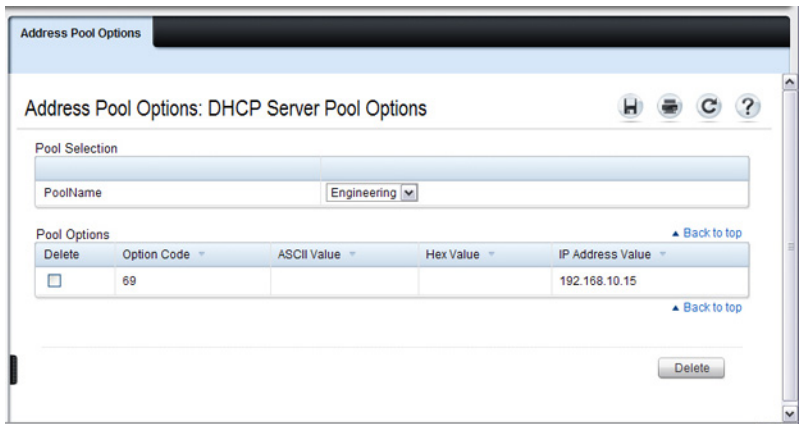 Address Pool Options
Address Pool Options: DHCP Server Pool Options
Pool Selection
PoolName Engineering
Pool Options Back to top
Delete Option Code ASCII Value Hex Value IP Address Value
69 192.168.10.15
Back to top
Delete